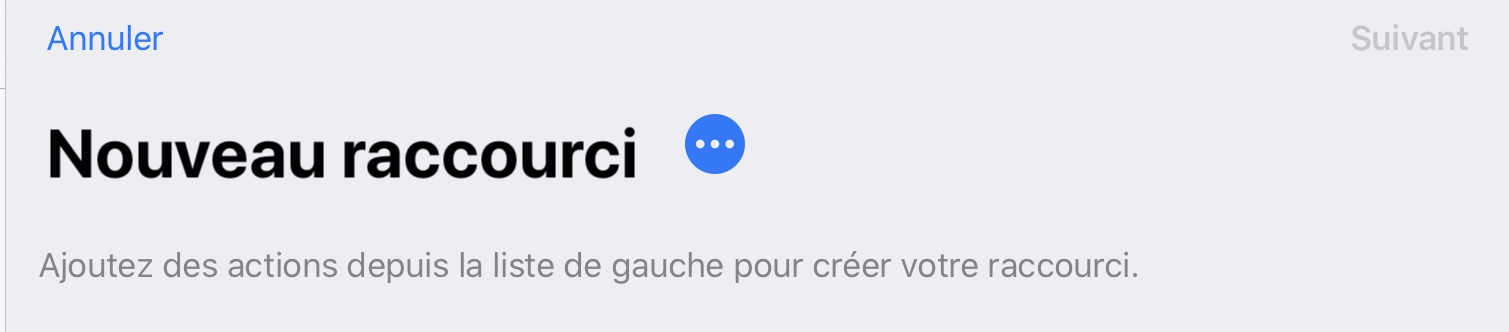 Annuler
Suivant
Nouveau raccourci
Ajoutez des actions depuis la liste de gauche pour créer votre raccourci.